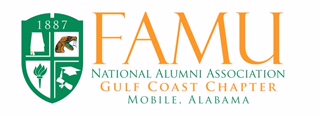 1887
FAMU
National Alumni Association
Gulf Coast Chapter
Mobile, Alabama